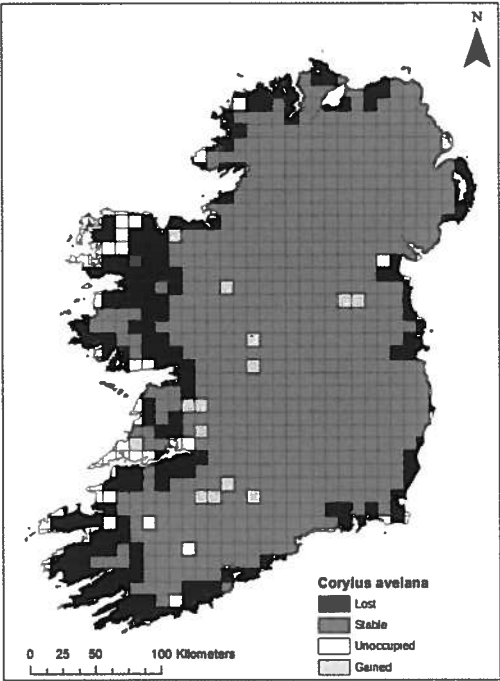 N
Corylus avelana
Lost
Stable
Unoccupied
Gained
0 25 50 100 Kilometers